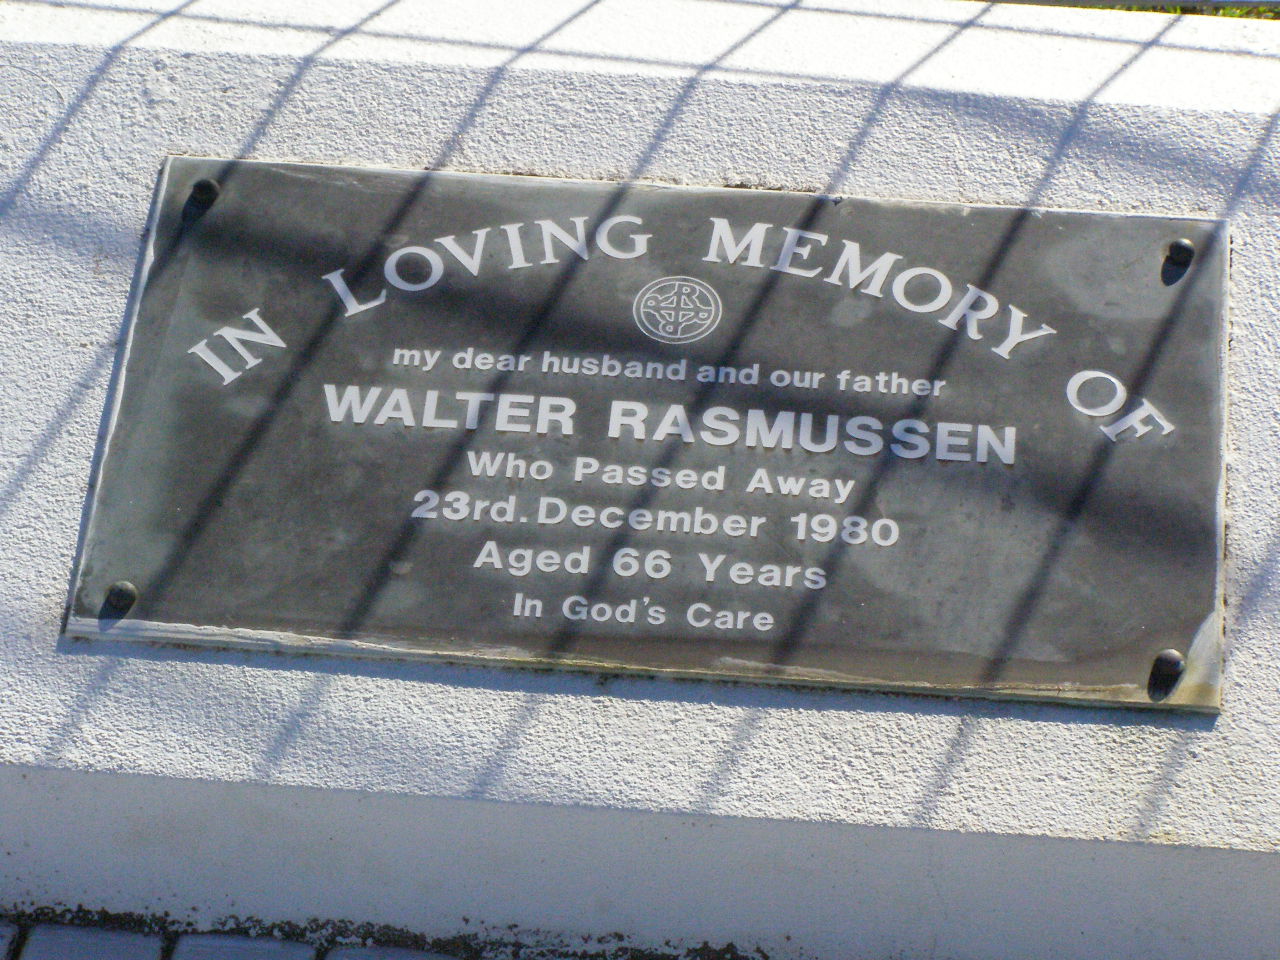 IN LOVING MEMORY OF
my dear husband and our father
WALTER RASMUSSEN
Who Passed Away
23rd. December 1980
Aged 66 Years
In God's Care